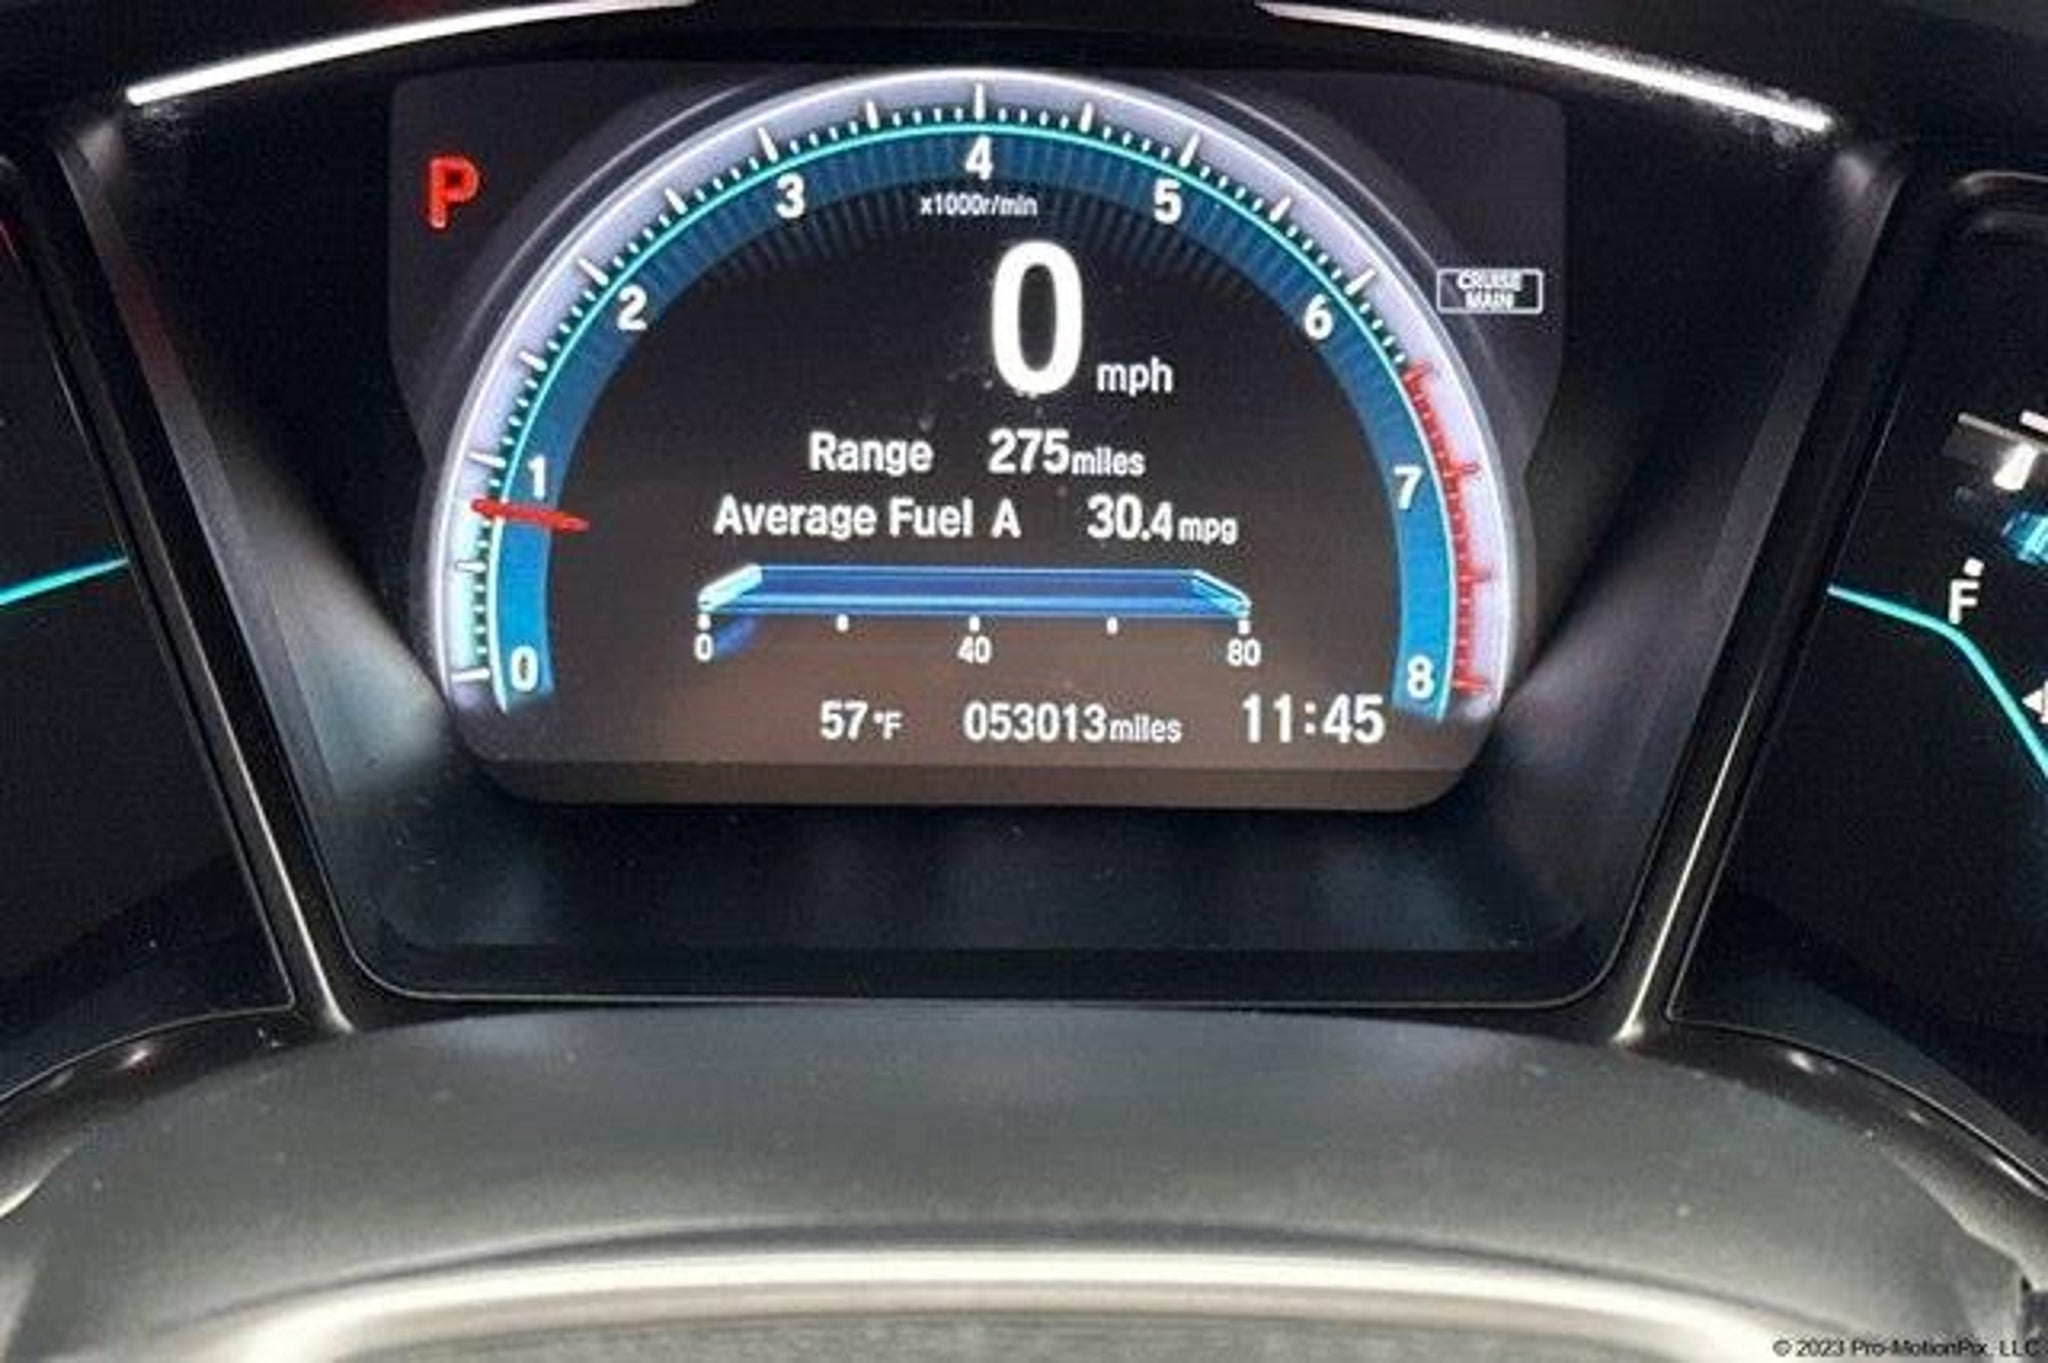 P
4
3
5
x1000r/min
2
6
CRUISE
MAIN
0 mph
1
7
Range 275miles
Average Fuel A 30.4mpg
F
0 40 80
0
8
57°F 053013miles 11:45
© 2023 Pro-MotionPix, LLC